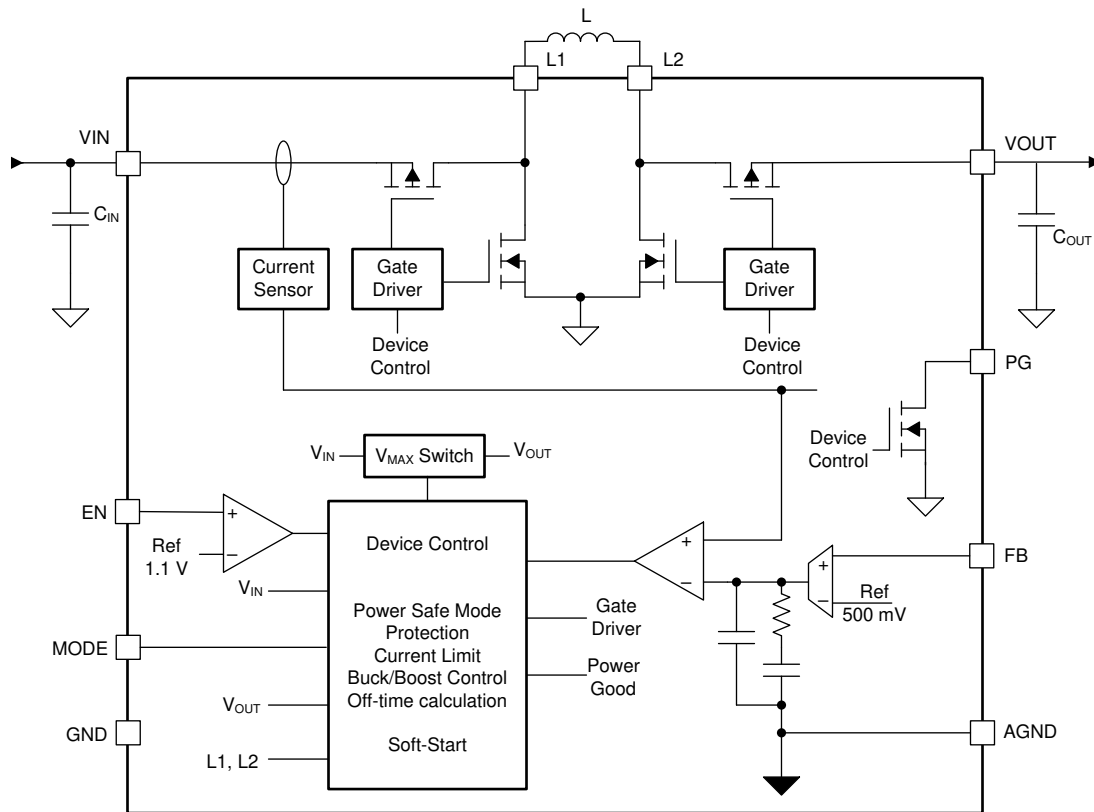 L
L1
L2
VIN
VOUT
CIN
COUT
Current
Sensor
Gate
Driver
Gate
Driver
Device
Control
Device
Control
PG
Device
Control
VIN
VMAX Switch
VOUT
EN
+
−
Ref
1.1 V
Device Control
+
−
FB
+
−
Ref
500 mV
VIN
Power Safe Mode
Protection
Current Limit
Buck/Boost Control
Off-time calculation
Soft-Start
Gate
Driver
Power
Good
MODE
VOUT
GND
L1, L2
AGND